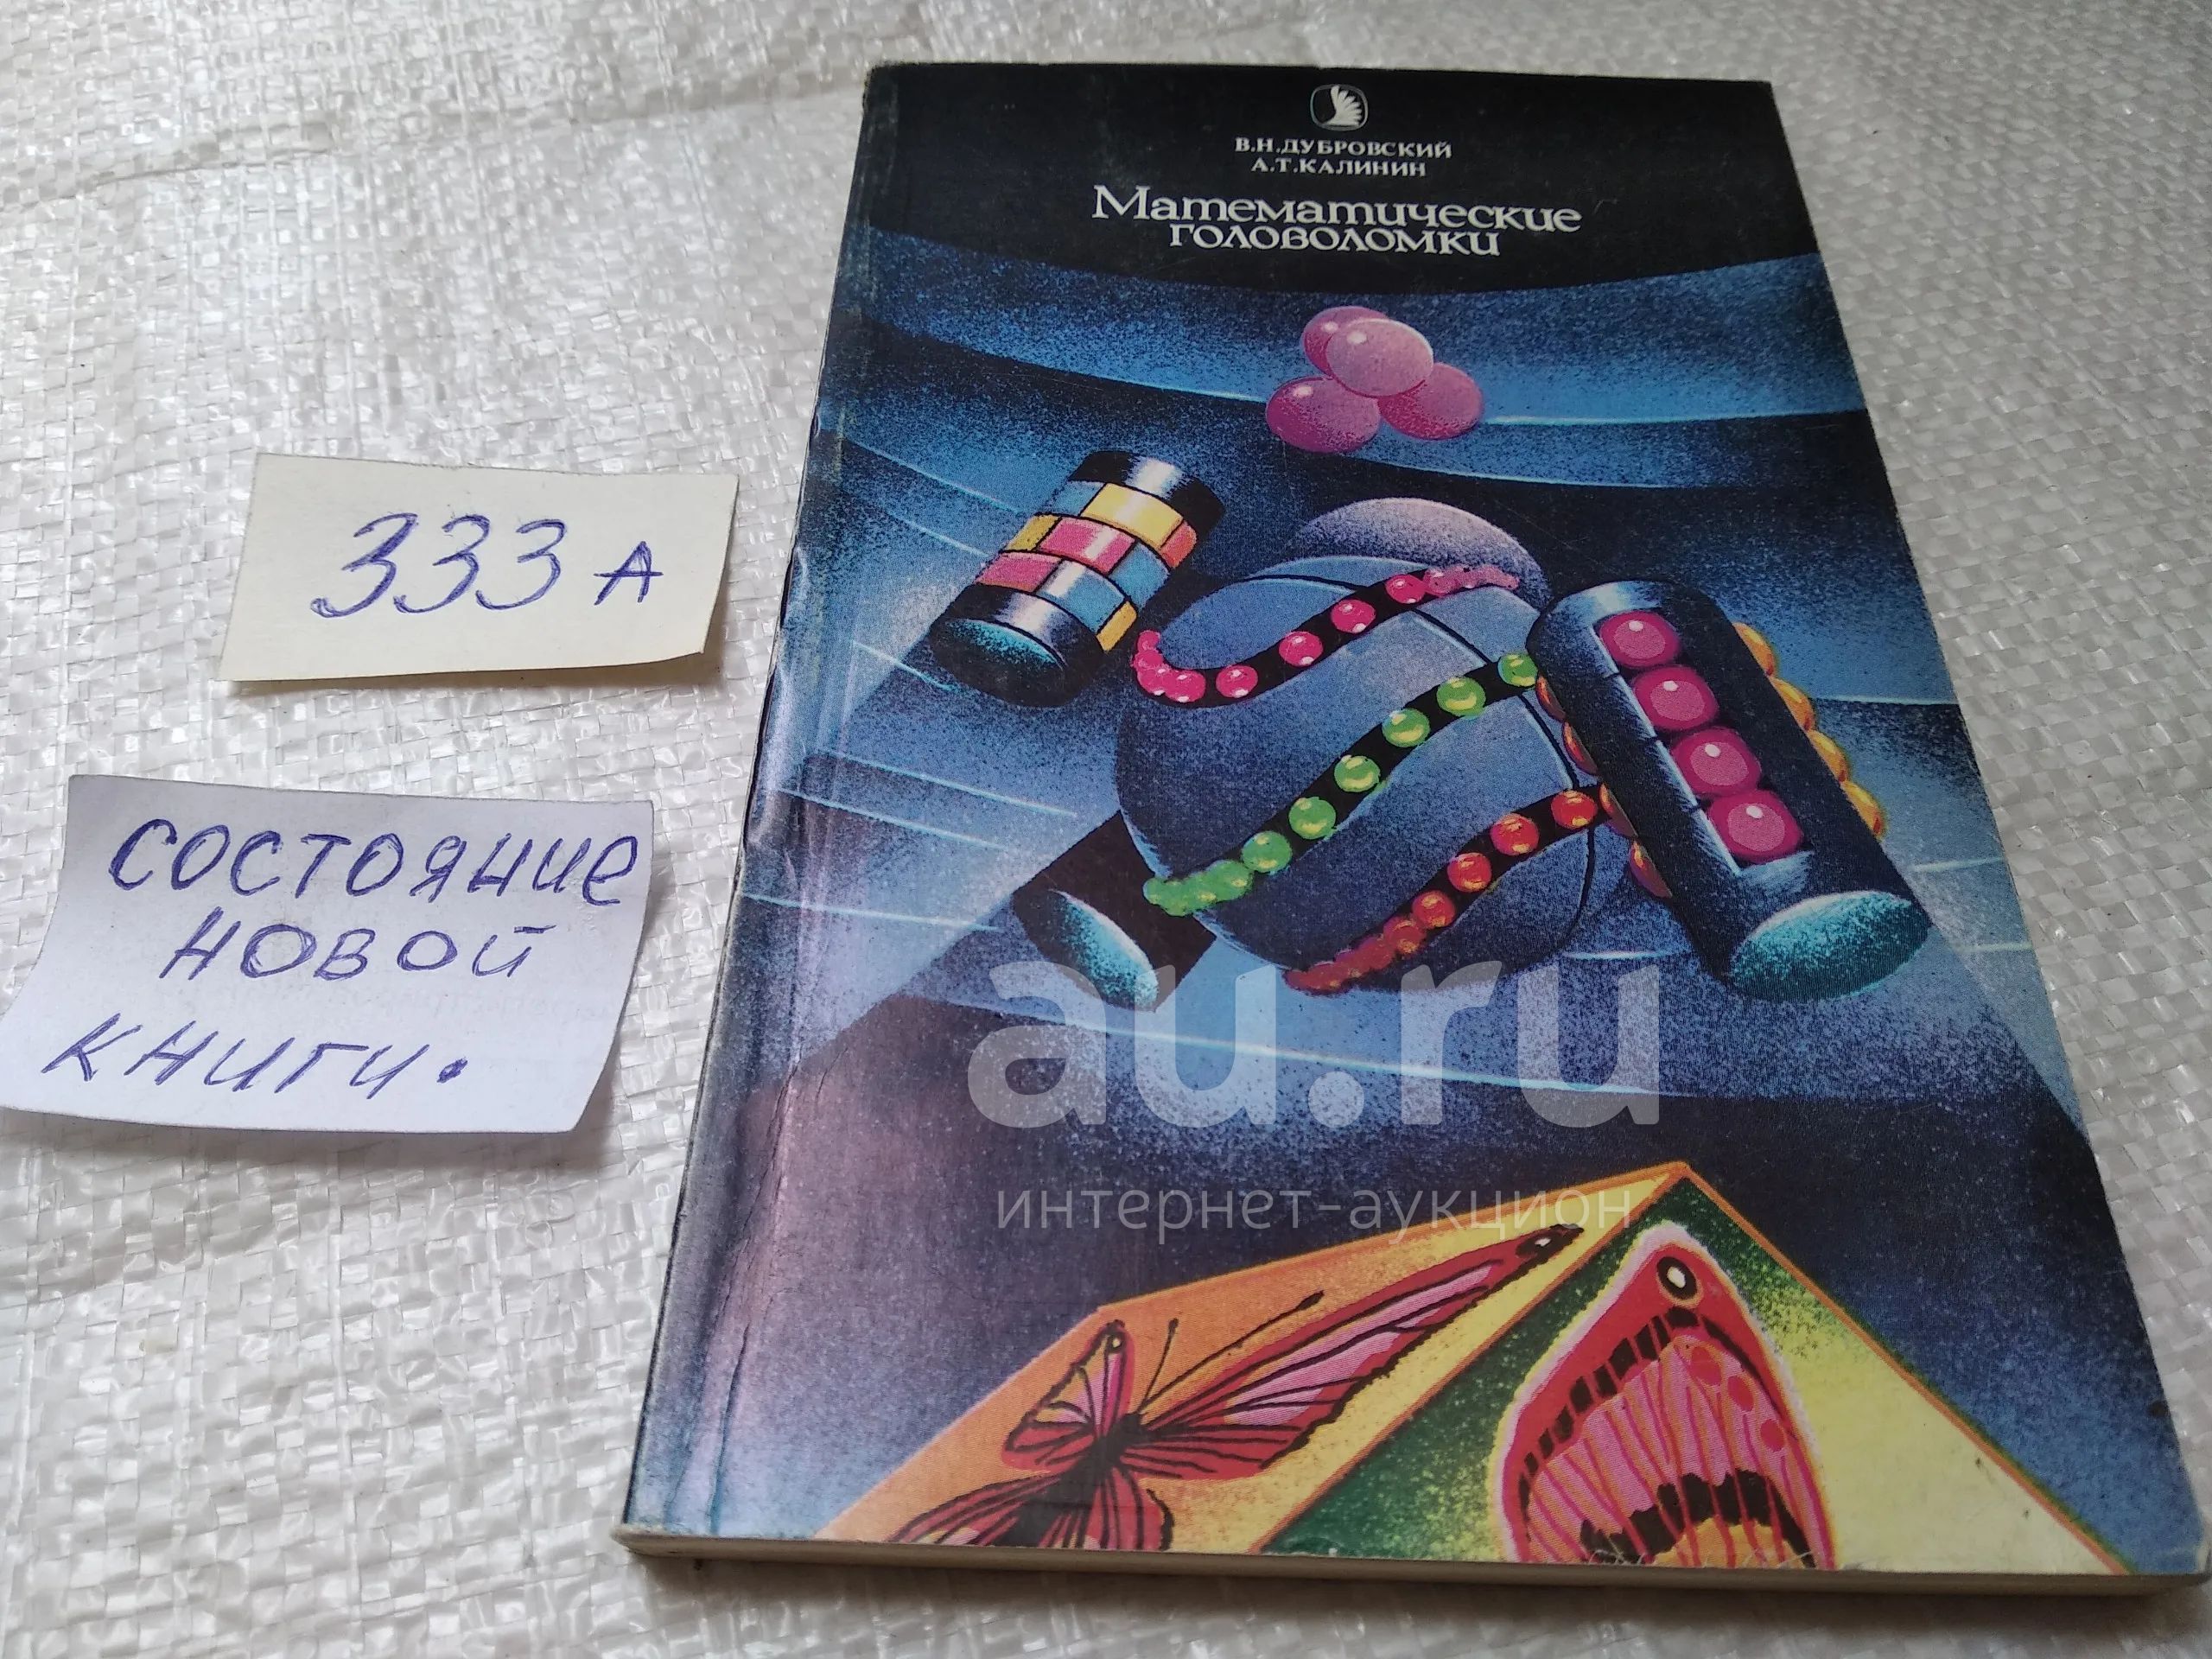 В.Н.ДУБРОВСКИЙ
А.Т.КАЛИНИН
Математические
головоломки
333 А
состояние
новой
книги.
au.ru
интернет-аукцион